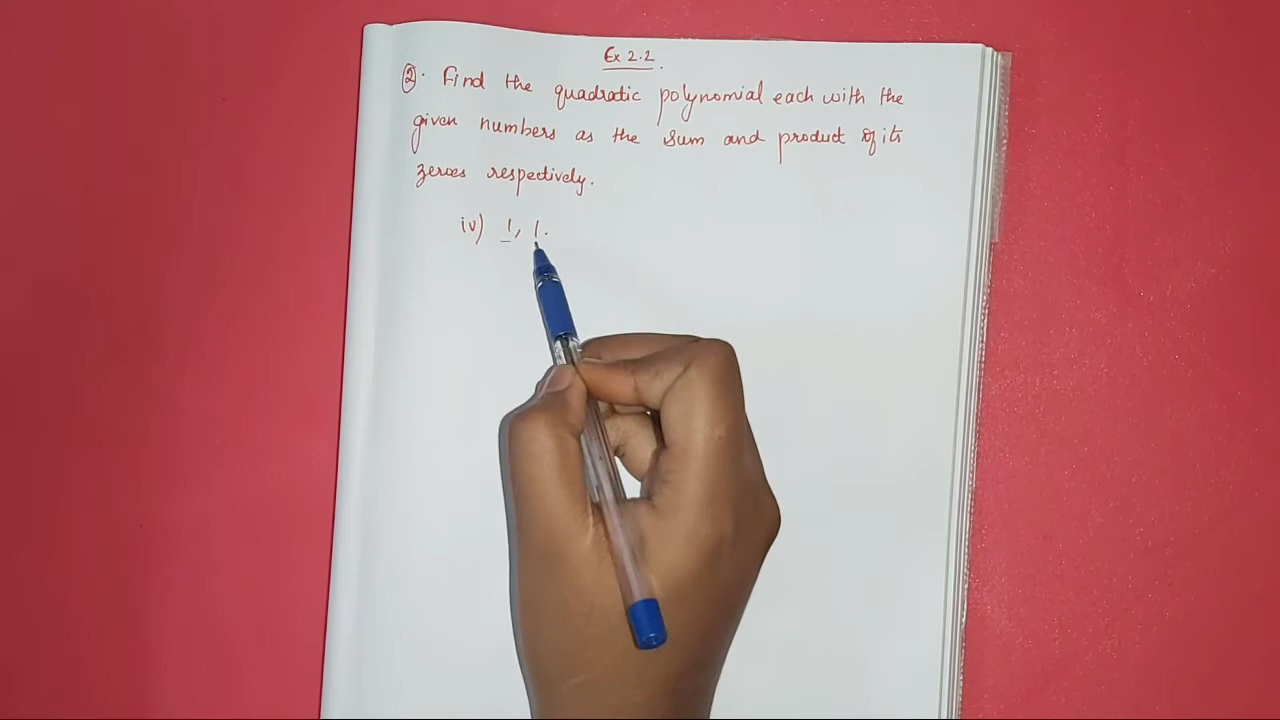 Ex 2.2.
②. Find the quadratic polynomial each with the
given numbers as the sum and product of its
zeroes respectively.
iv) 1, 1.